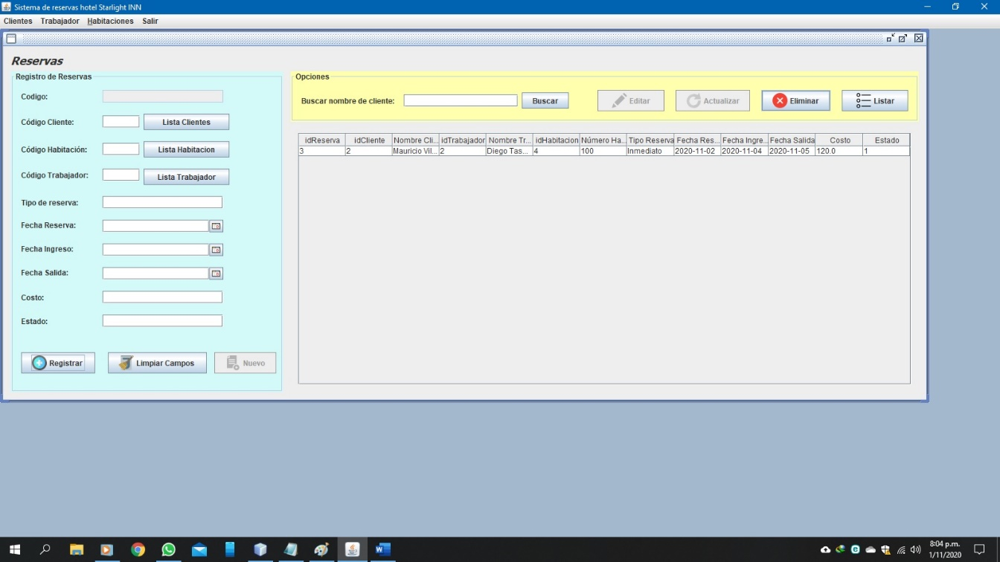 Sistema de reservas hotel Starlight INN
Clientes Trabajador Habitaciones Salir
Reservas
Registro de Reservas
Codigo:
Código Cliente: Lista Clientes
Código Habitación: Lista Habitacion
Código Trabajador: Lista Trabajador
Tipo de reserva:
Fecha Reserva:
Fecha Ingreso:
Fecha Salida:
Costo:
Estado:
Registrar Limpiar Campos Nuevo
Opciones
Buscar nombre de cliente: Buscar Editar Actualizar Eliminar Listar
idReserva idCliente Nombre Cli... idTrabajador Nombre Tr... idHabitacion Número Ha... Tipo Reserva Fecha Res... Fecha Ingre... Fecha Salida Costo Estado
3 2 Mauricio Vil... 2 Diego Tas... 4 100 Inmediato 2020-11-02 2020-11-04 2020-11-05 120.0 1
8:04 p.m.
1/11/2020